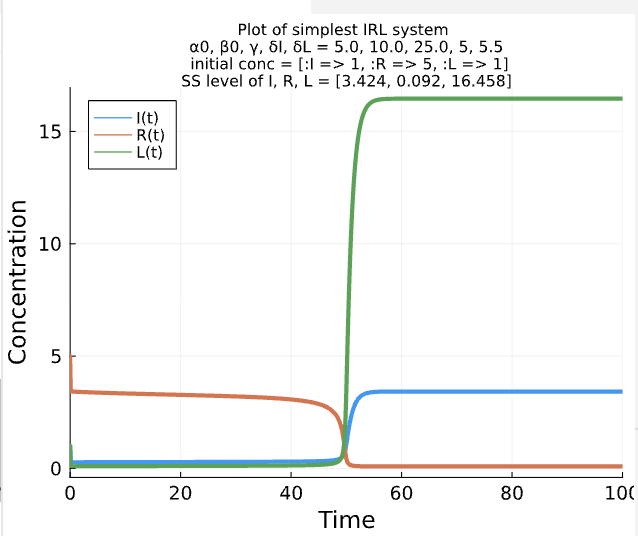 Plot of simplest IRL system
α0, β0, γ, δI, δL = 5.0, 10.0, 25.0, 5, 5.5
initial conc = [:I => 1, :R => 5, :L => 1]
SS level of I, R, L = [3.424, 0.092, 16.458]
I(t)
R(t)
L(t)
15
10
5
0
Concentration
0 20 40 60 80 100
Time